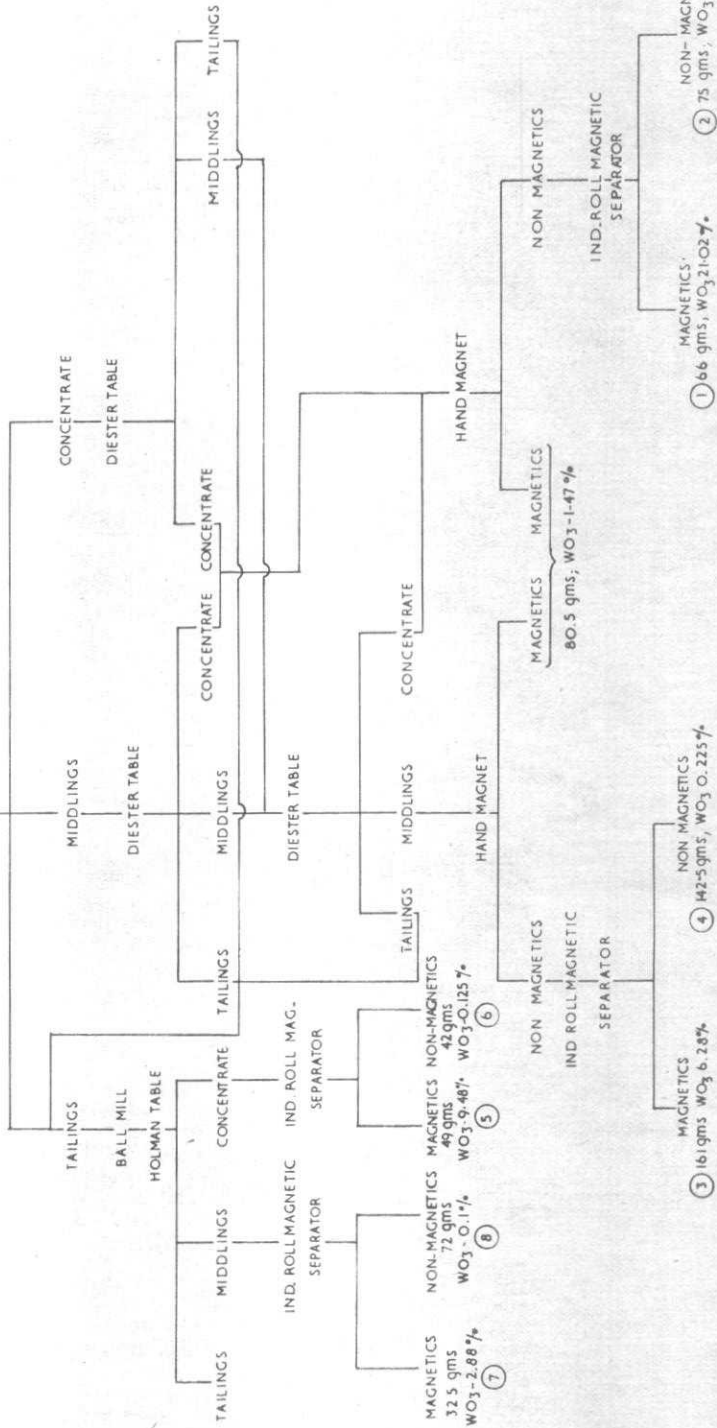 TAILINGS
MIDDLINGS
CONCENTRATE
BALL MILL
DIESTER TABLE
DIESTER TABLE
HOLMAN TABLE
TAILINGS
MIDDLINGS
CONCENTRATE
TAILINGS
MIDDLINGS
CONCENTRATE
CONCENTRATE
MIDDLINGS
TAILINGS
IND. ROLL MAGNETIC
SEPARATOR
IND. ROLL MAG-
SEPARATOR
DIESTER TABLE
MAGNETICS
32 5 gms
WO3-2.88%
7
NON-MAGNETICS
72 gms
WO3-0.1%
8
MAGNETICS
49 gms
WO3-9.48%
5
NON-MAGNETICS
42 gms
WO3-0.125%
6
TAILINGS
MIDDLINGS
CONCENTRATE
HAND MAGNET
HAND MAGNET
NON MAGNETICS
IND ROLL MAGNETIC
SEPARATOR
MAGNETICS
MAGNETICS
80.5 gms; WO3-1.47%
NON MAGNETICS
IND. ROLL MAGNETIC
SEPARATOR
MAGNETICS
3 161 gms WO3 6.28%
NON MAGNETICS
4 142.5 gms, WO3 0.225%
MAGNETICS
1 66 gms, WO3 21.02%
NON-
2 75 gms; WO3